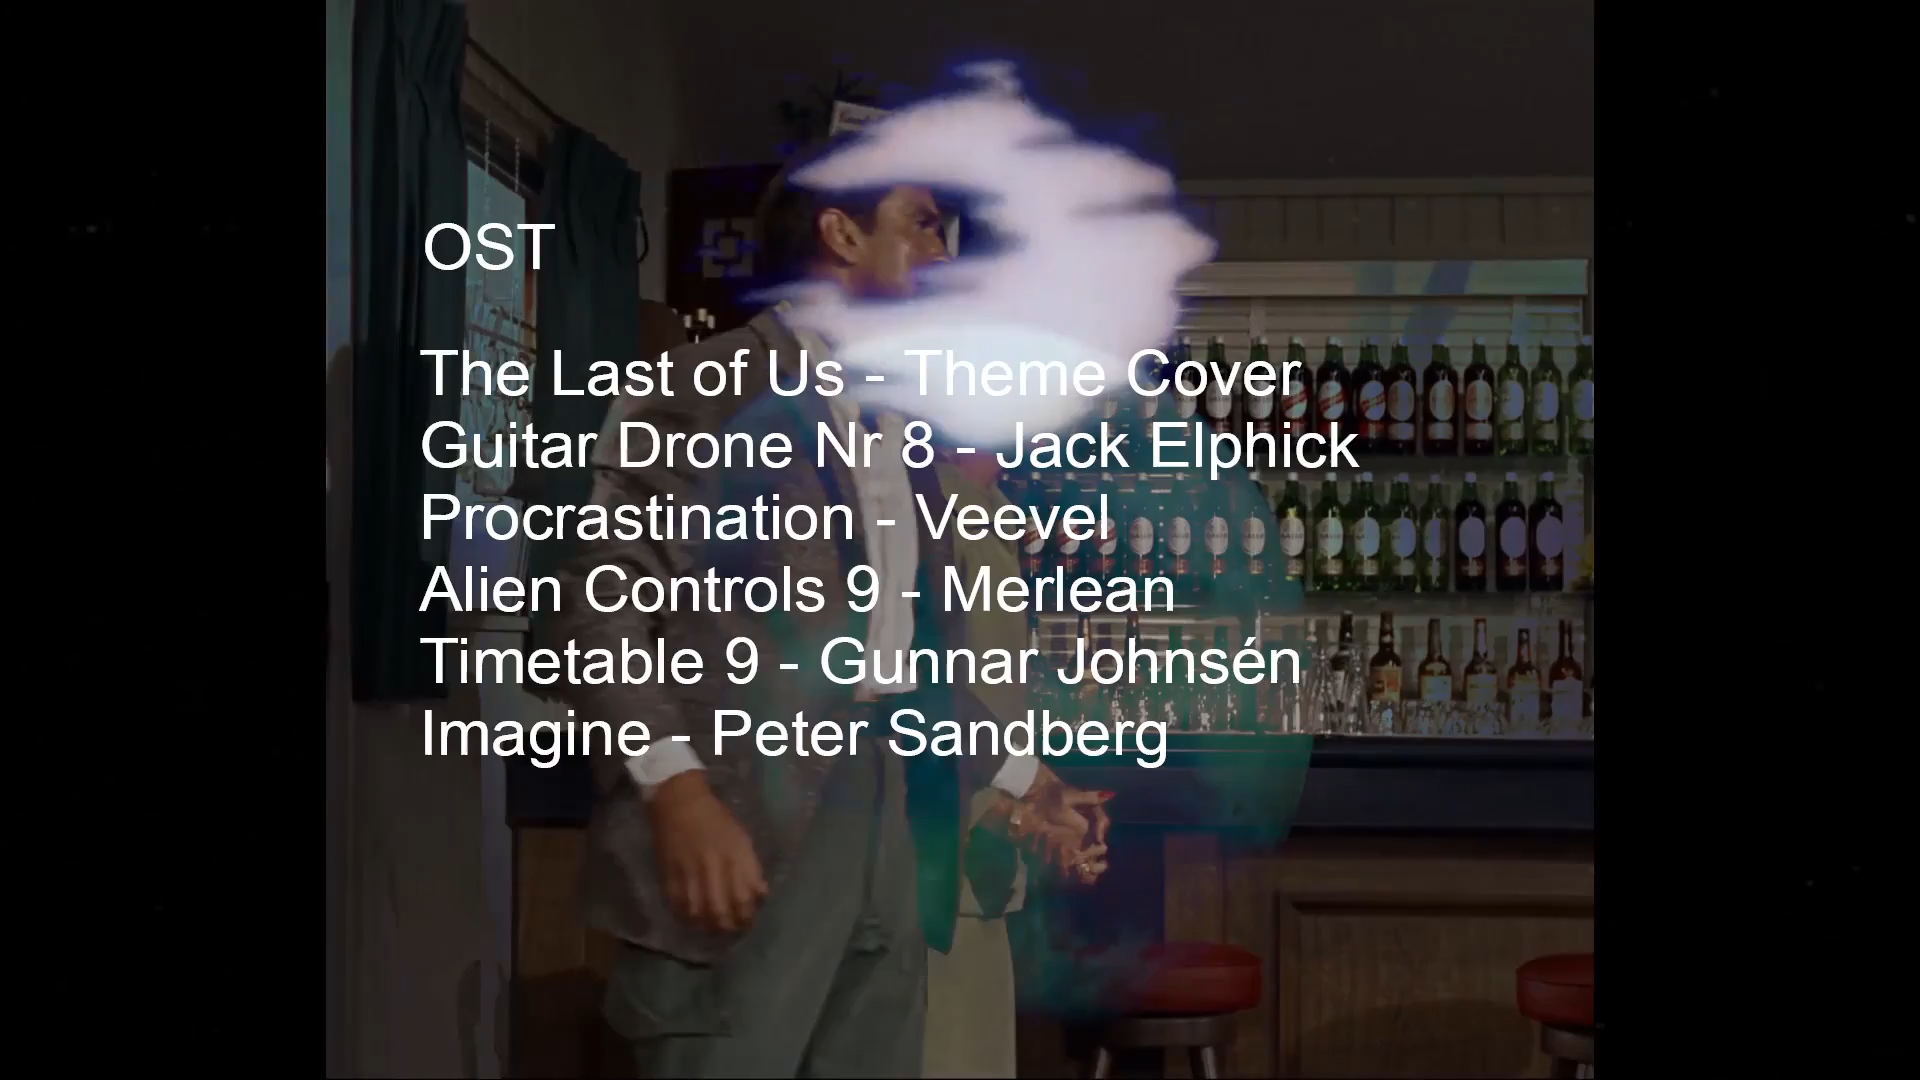 OST
The Last of Us - Theme Cover
Guitar Drone Nr 8 - Jack Elphick
Procrastination - Veevel
Alien Controls 9 - Merlean
Timetable 9 - Gunnar Johnsén
Imagine - Peter Sandberg